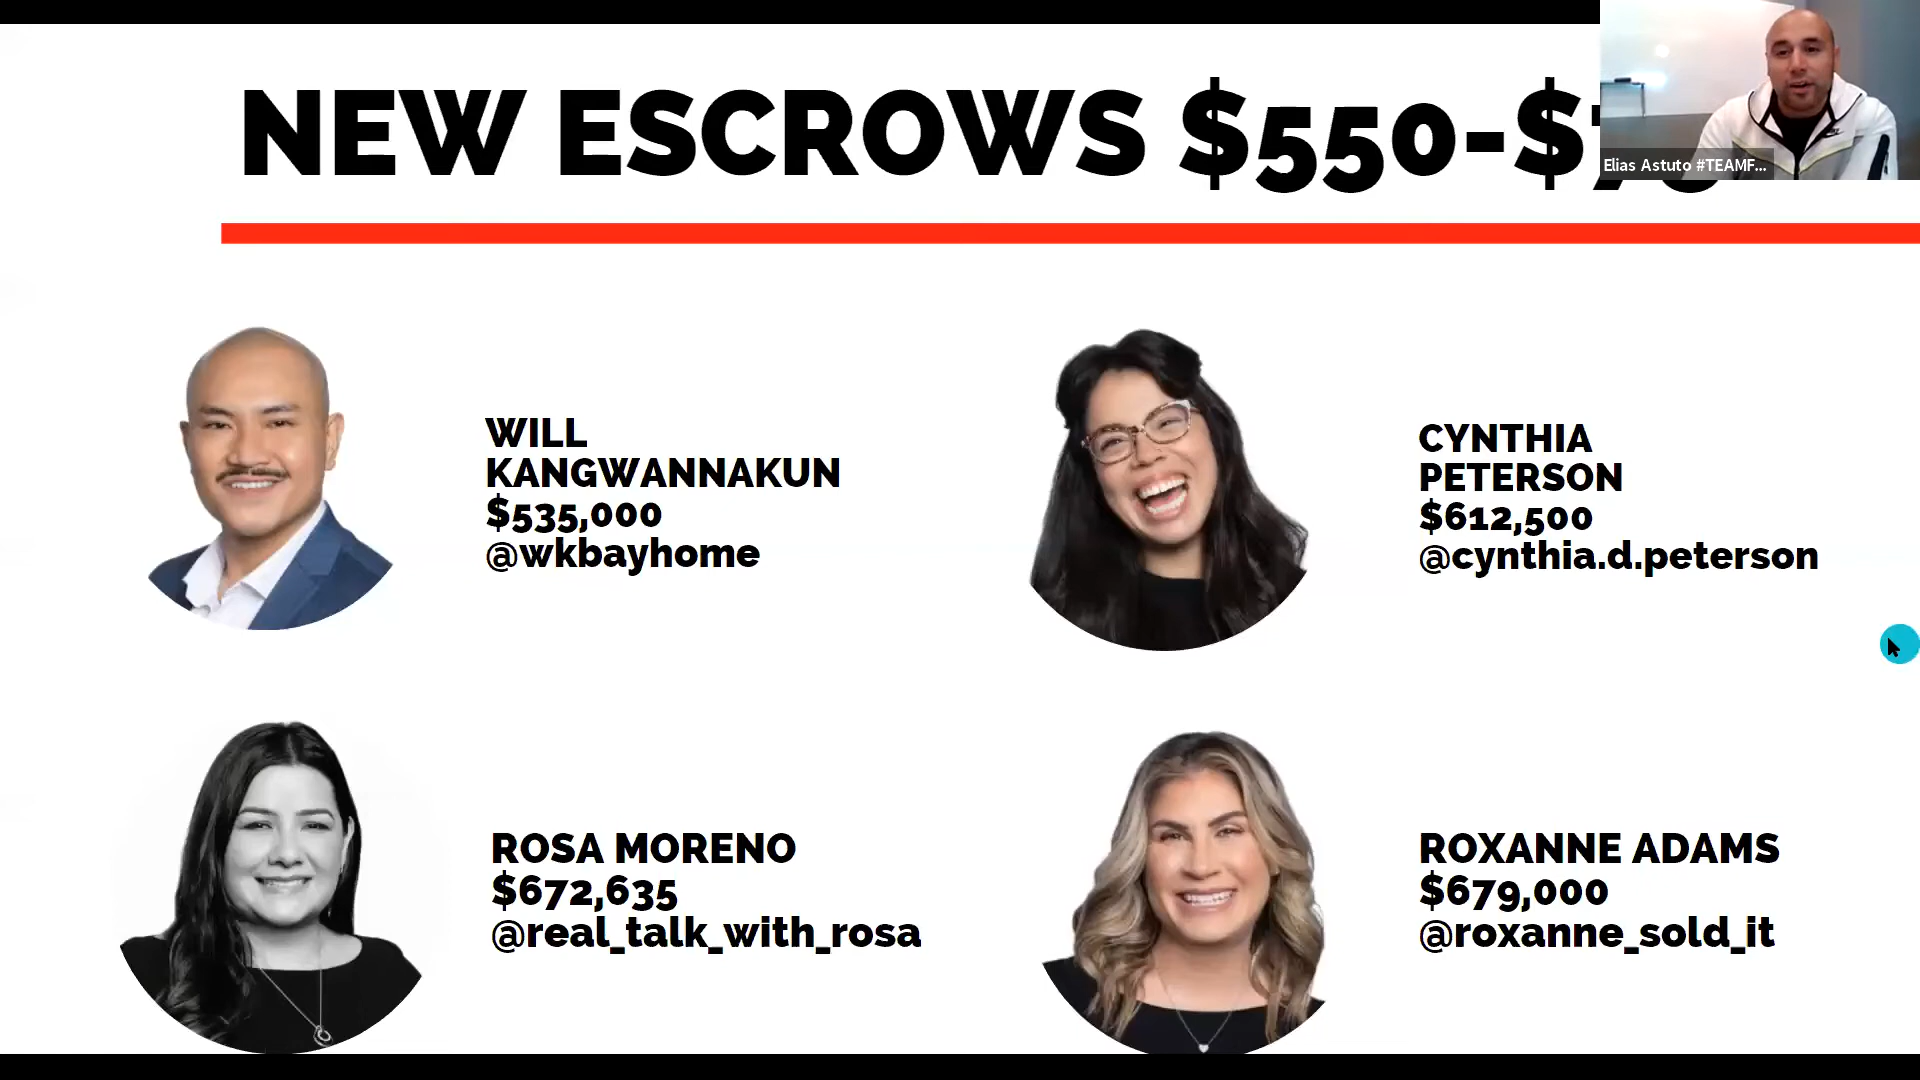 NEW ESCROWS $550-$
Elias Astuto #TEAMF...
WILL
KANGWANNAKUN
$535,000
@wkbayhome
CYNTHIA
PETERSON
$612,500
@cynthia.d.peterson
ROSA MORENO
$672,635
@real_talk_with_rosa
ROXANNE ADAMS
$679,000
@roxanne_sold_it